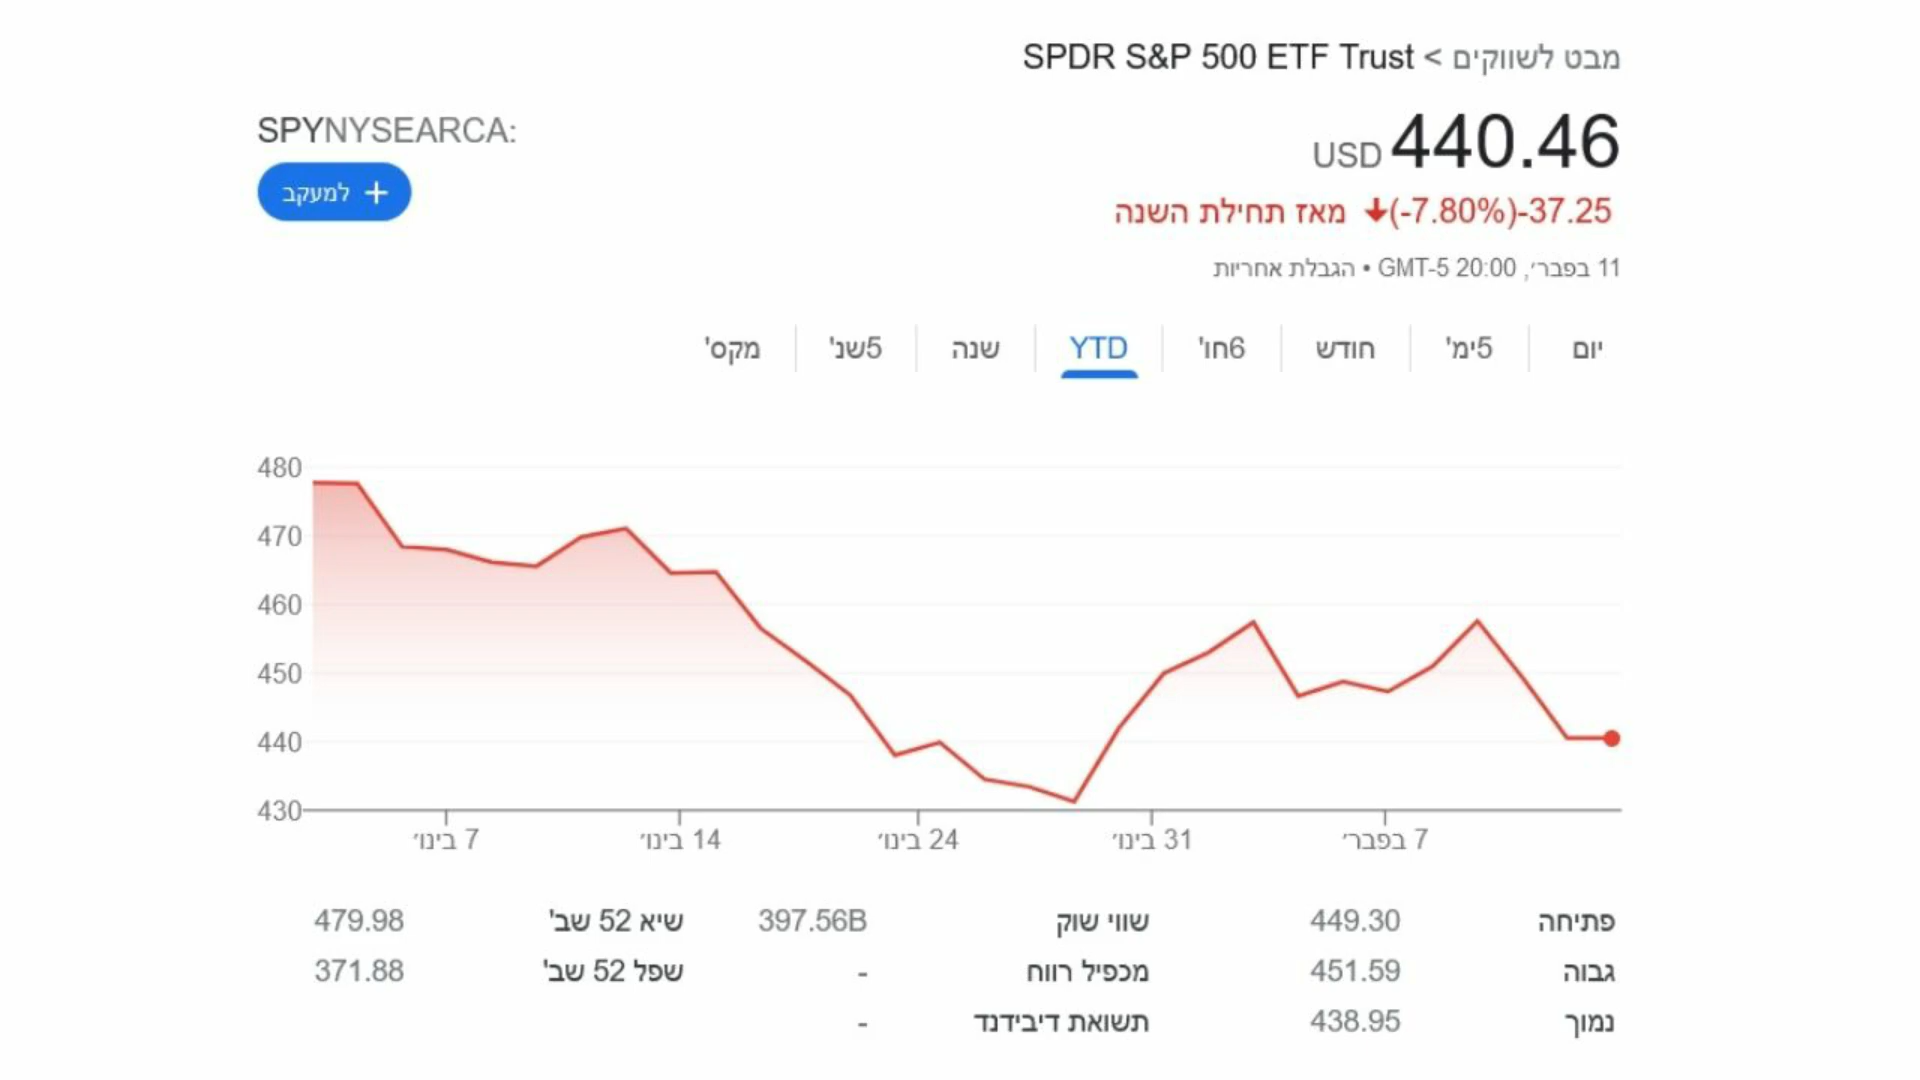 מבט לשווקים > SPDR S&P 500 ETF Trust
440.46 USD
SPYNYSEARCA:
-37.25(-7.80%)↓ מאז תחילת השנה
+ למעקב
11 בפבר׳, 20:00 GMT-5 • הגבלת אחריות
יום
5ימ'
חודש
6חו'
YTD
שנה
5שנ'
מקס'
480
470
460
450
440
430
7 בינו׳
14 בינו׳
24 בינו׳
31 בינו׳
7 בפבר׳
פתיחה 449.30 שווי שוק 397.56B שיא 52 שב' 479.98
גבוה 451.59 מכפיל רווח - שפל 52 שב' 371.88
נמוך 438.95 תשואת דיבידנד -